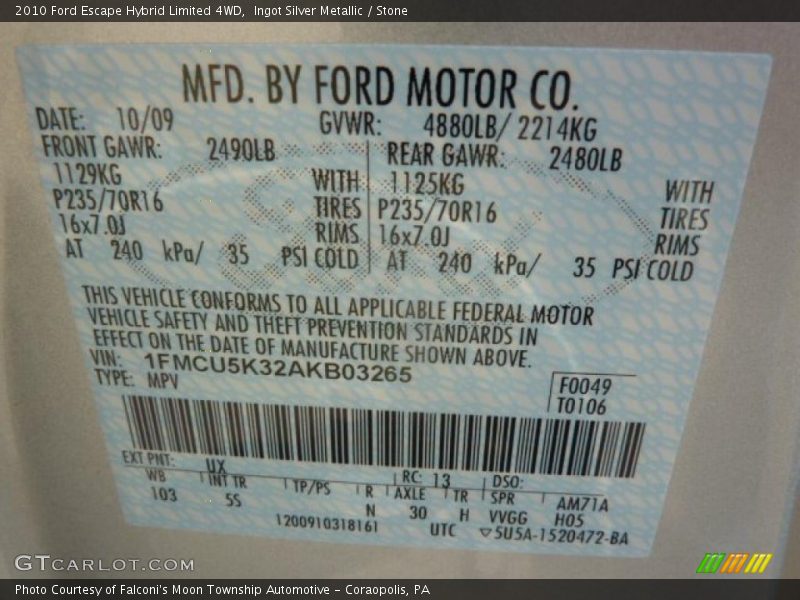 2010 Ford Escape Hybrid Limited 4WD,  Ingot Silver Metallic / Stone
MFD. BY FORD MOTOR CO.
DATE: 10/09 GVWR: 4880LB/ 2214KG
FRONT GAWR: 2490LB REAR GAWR: 2480LB
1129KG WITH 1125KG WITH
P235/70R16 TIRES P235/70R16 TIRES
16x7.0J RIMS 16x7.0J RIMS
AT 240 kPa/ 35 PSI COLD AT 240 kPa/ 35 PSI COLD
THIS VEHICLE CONFORMS TO ALL APPLICABLE FEDERAL MOTOR
VEHICLE SAFETY AND THEFT PREVENTION STANDARDS IN
EFFECT ON THE DATE OF MANUFACTURE SHOWN ABOVE.
VIN: 1FMCU5K32AKB03265
TYPE: MPV
F0049
T0106
EXT PNT: UX RC: 13 DSO:
WB INT TR TP/PS R AXLE TR SPR AM71A
103 5S N 30 H VVGG H05
1200910318161 UTC ▽5U5A-1520472-BA
GTCARLOT.COM
Photo Courtesy of Falconi's Moon Township Automotive – Coraopolis, PA